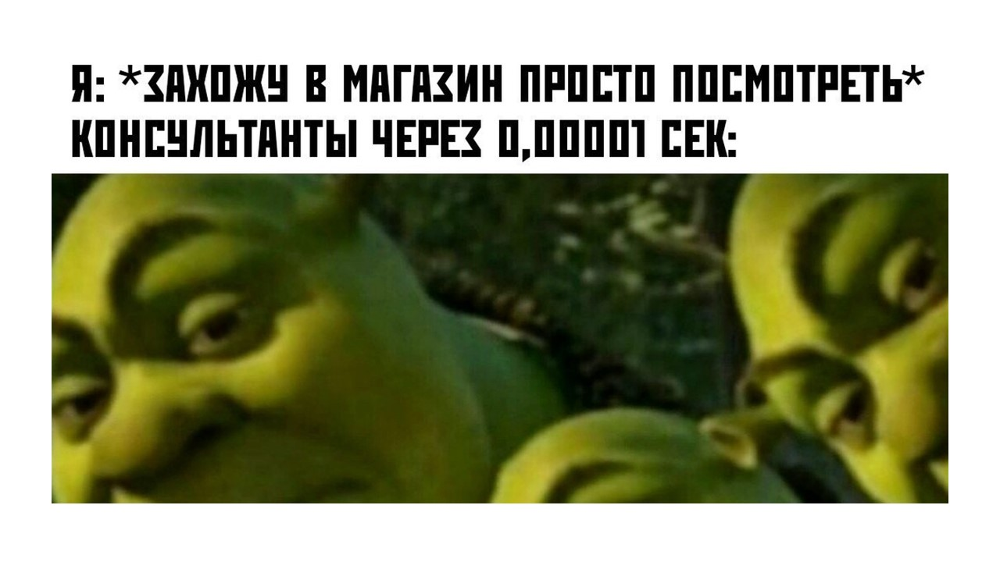 Я: *ЗАХОЖУ В МАГАЗИН ПРОСТО ПОСМОТРЕТЬ*
КОНСУЛЬТАНТЫ ЧЕРЕЗ 0,00001 СЕК: